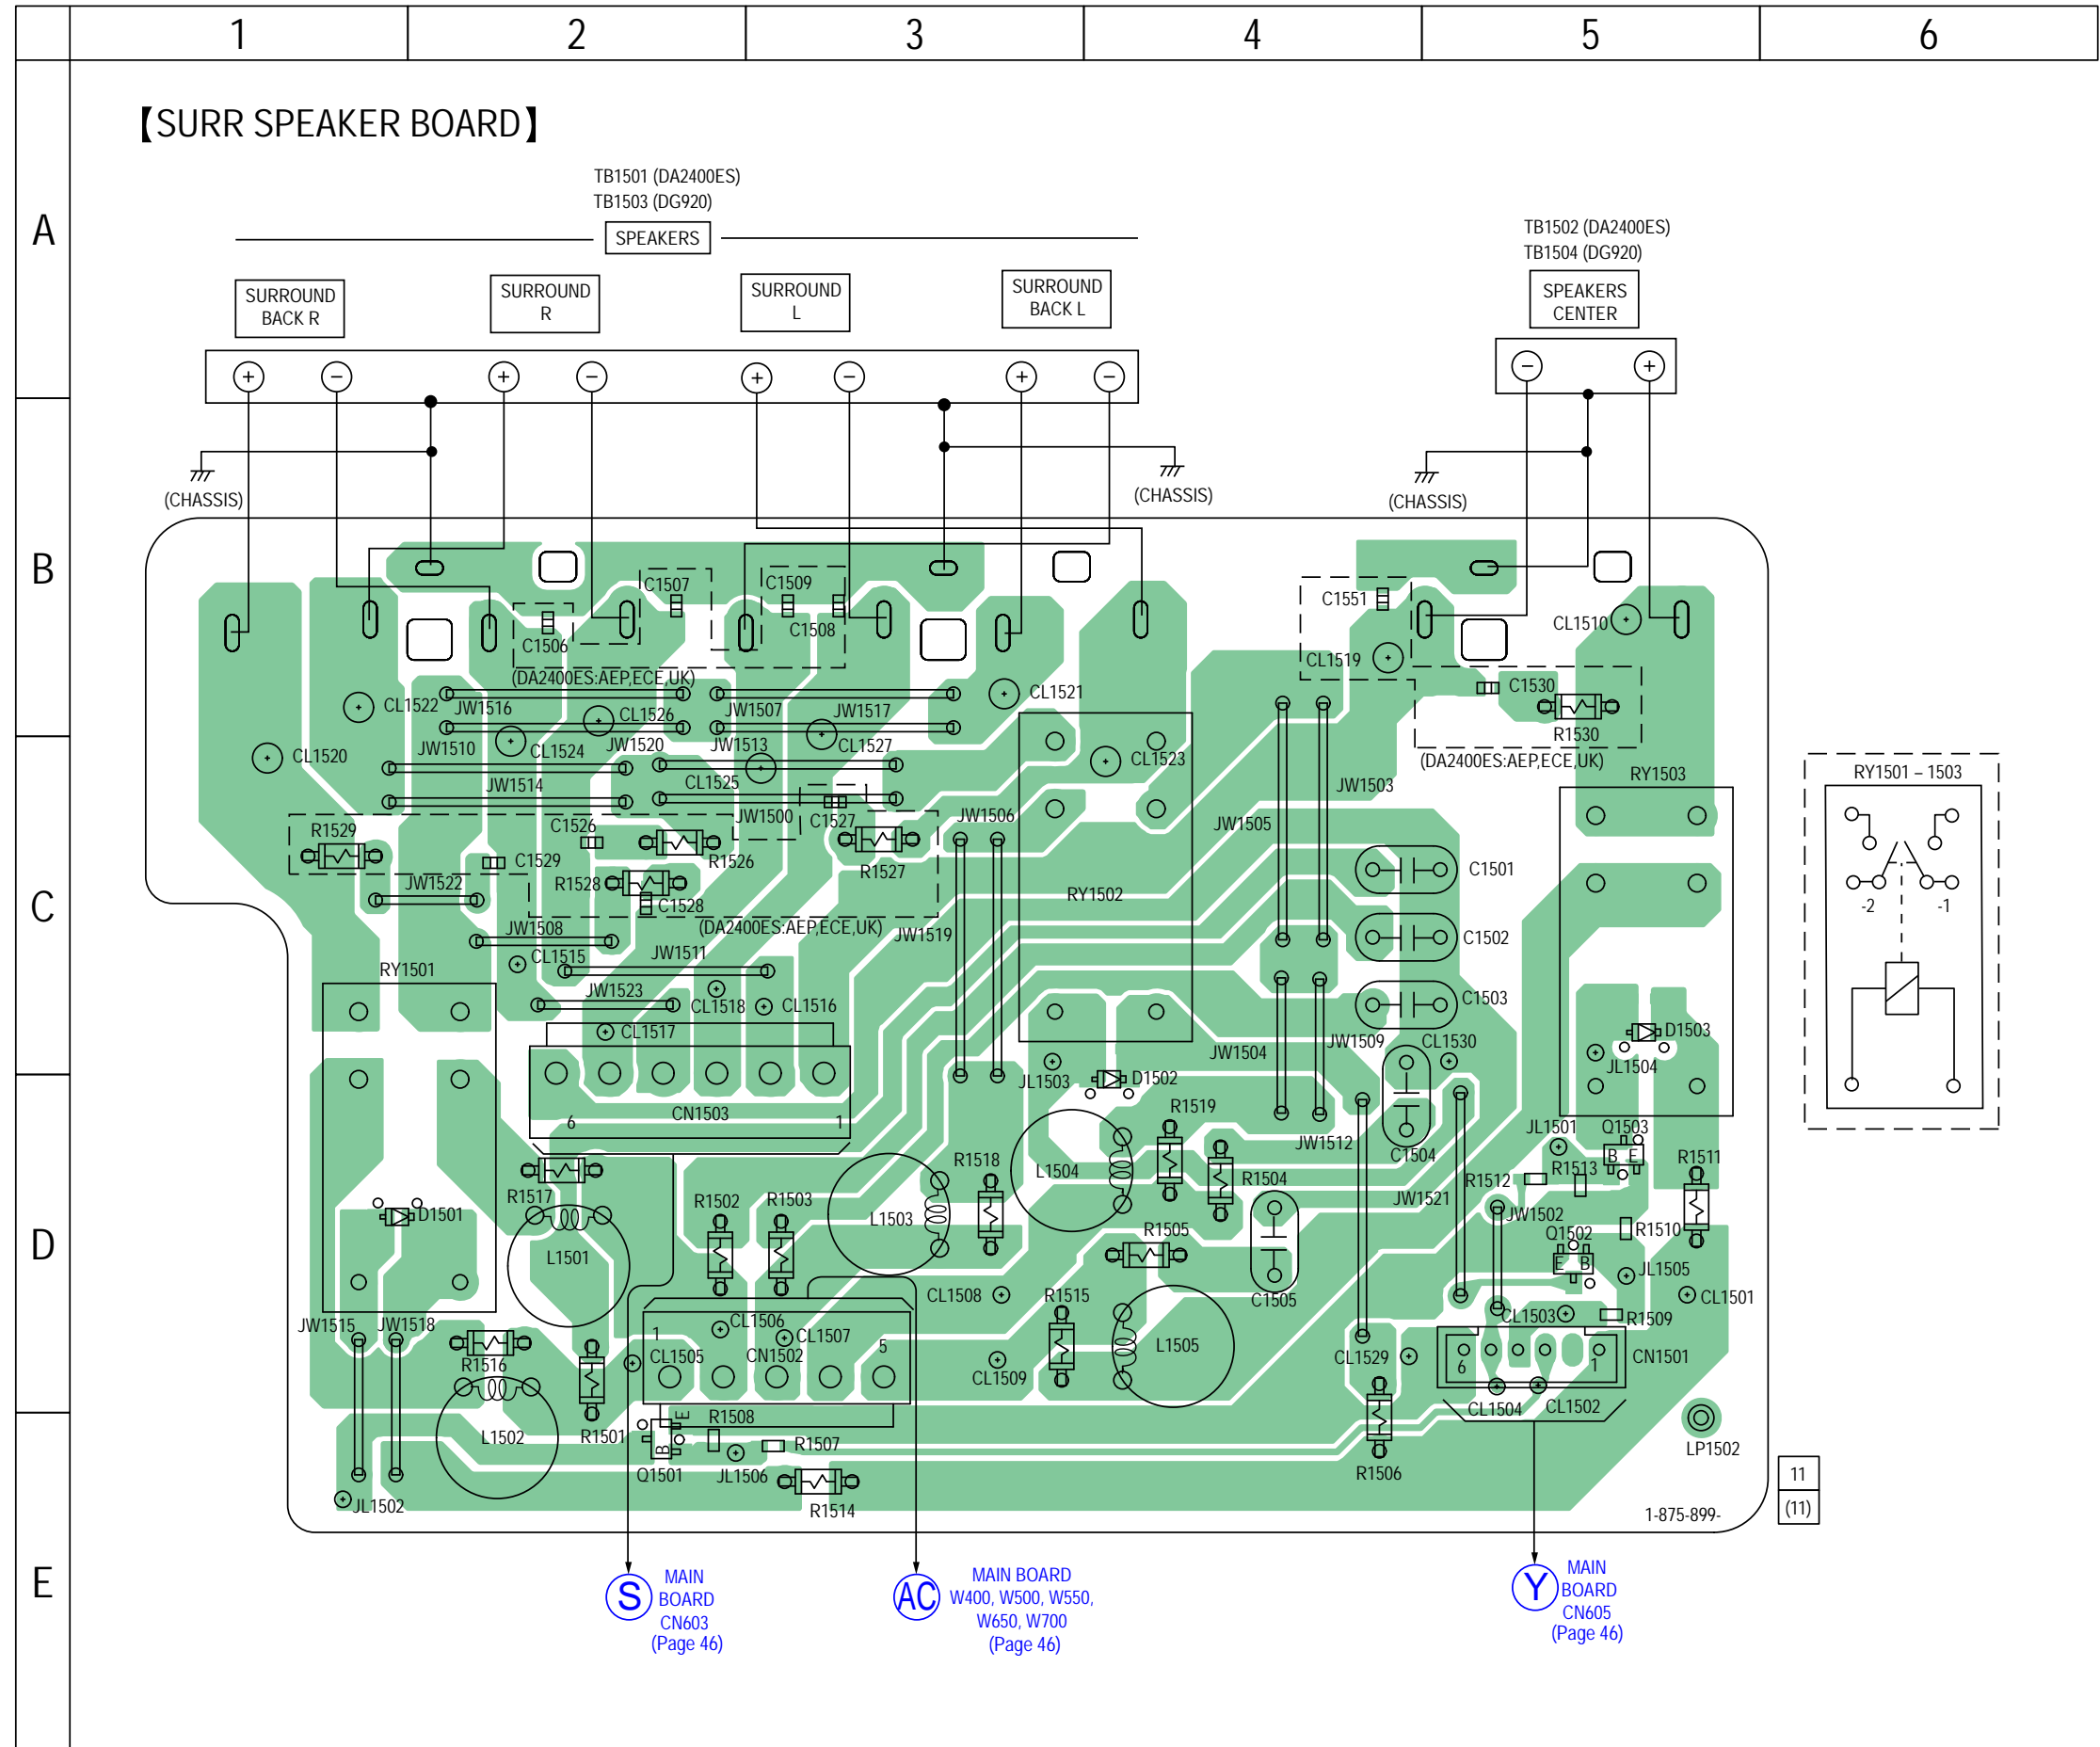 1 2 3 4 5 6
【SURR SPEAKER BOARD】
TB1501 (DA2400ES)
TB1503 (DG920)
SPEAKERS
TB1502 (DA2400ES)
TB1504 (DG920)
A
SURROUND
BACK R
SURROUND
R
SURROUND
L
SURROUND
BACK L
SPEAKERS
CENTER
+ − + − + − + − − +
(CHASSIS)
(CHASSIS)
(CHASSIS)
B
C1507
C1509
C1551
C1506
C1508
CL1510
CL1519
(DA2400ES:AEP,ECE,UK)
C1530
CL1522
JW1516
CL1526
JW1507
JW1517
CL1521
R1530
(DA2400ES:AEP,ECE,UK)
JW1510
CL1524
JW1520
JW1513
CL1527
CL1520
CL1523
RY1503
RY1501 – 1503
JW1514
CL1525
JW1503
JW1500
C1527
JW1506
JW1505
R1529
C1526
R1526
R1527
C1529
C1501
JW1522
R1528
C1528
RY1502
-2
-1
C
(DA2400ES:AEP,ECE,UK)
JW1519
JW1508
C1502
CL1515
JW1511
RY1501
JW1523
CL1518
CL1516
C1503
CL1517
JW1504
JW1509
CL1530
D1503
JL1504
JL1503
D1502
CN1503
6
1
R1519
JW1512
C1504
JL1501
Q1503
B E
R1517
R1518
L1504
R1504
R1512
R1513
R1511
R1502
R1503
JW1521
D1501
L1503
JW1502
R1505
Q1502
E B
R1510
D
L1501
JL1505
CL1508
R1515
C1505
CL1501
JW1515
JW1518
CL1506
CL1507
CL1503
R1509
1
CN1502
5
L1505
CL1505
R1516
CL1509
CL1529
6
1
CN1501
R1508
CL1504
CL1502
L1502
R1501
E
B
R1507
LP1502
Q1501
JL1506
R1506
JL1502
R1514
1-875-899-
11
(11)
E
S
MAIN
BOARD
CN603
(Page 46)
AC
MAIN BOARD
W400, W500, W550,
W650, W700
(Page 46)
Y
MAIN
BOARD
CN605
(Page 46)